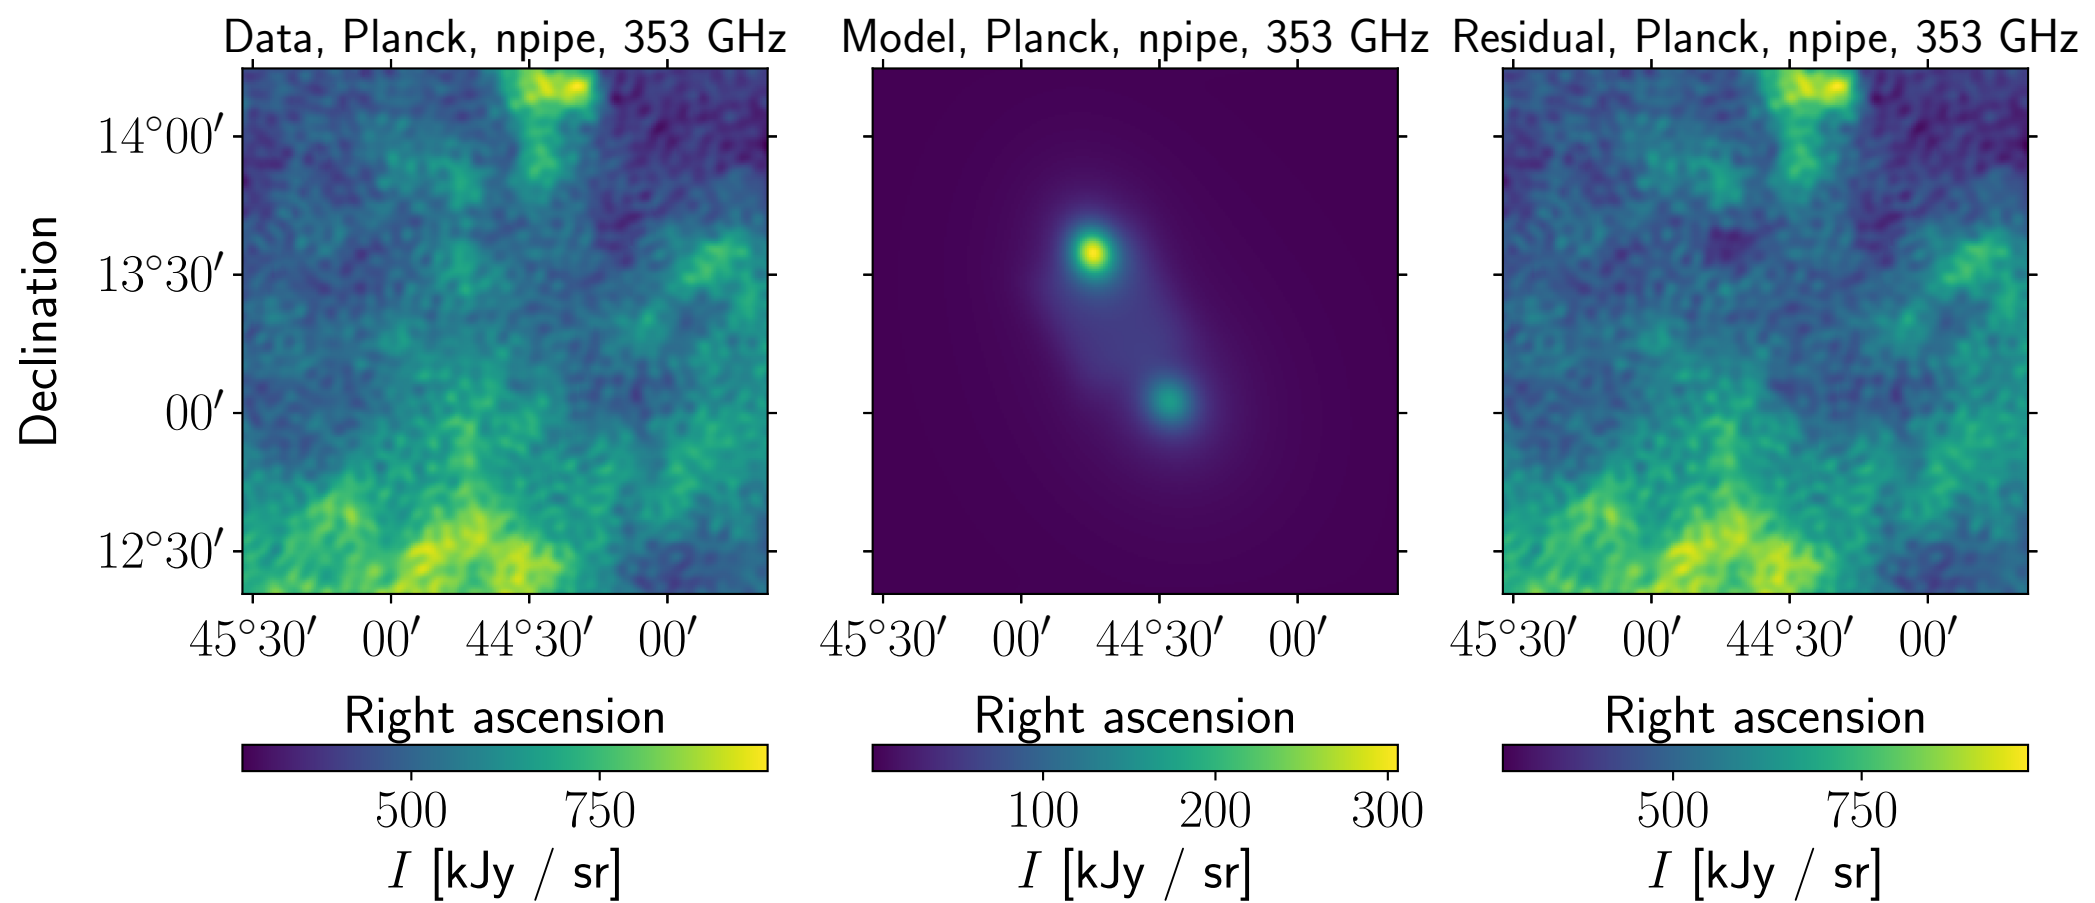 Data, Planck, npipe, 353 GHz
Model, Planck, npipe, 353 GHz
Residual, Planck, npipe, 353 GHz
Declination
14°00′
13°30′
00′
12°30′
45°30′ 00′ 44°30′ 00′
45°30′ 00′ 44°30′ 00′
45°30′ 00′ 44°30′ 00′
Right ascension
Right ascension
Right ascension
500 750
100 200 300
500 750
I [kJy / sr]
I [kJy / sr]
I [kJy / sr]